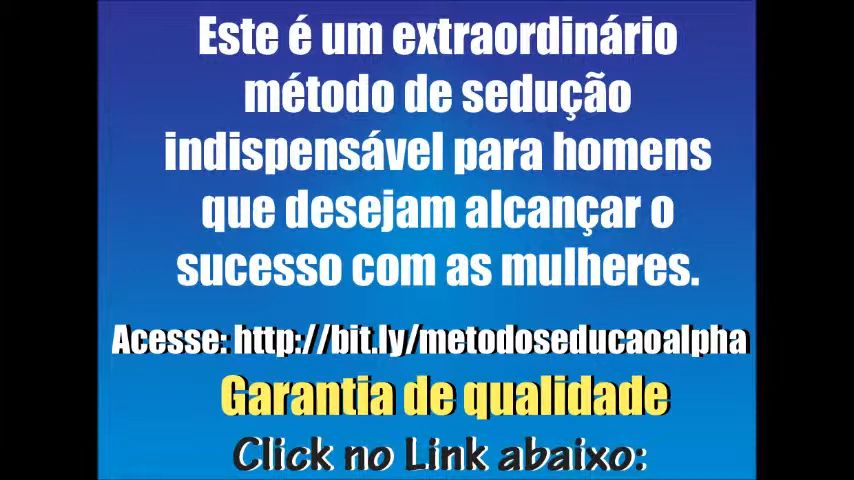 Este é um extraordinário
método de sedução
indispensável para homens
que desejam alcançar o
sucesso com as mulheres.
Acesse: http://bit.ly/metodoseducaoalpha
Garantia de qualidade
Click no Link abaixo: